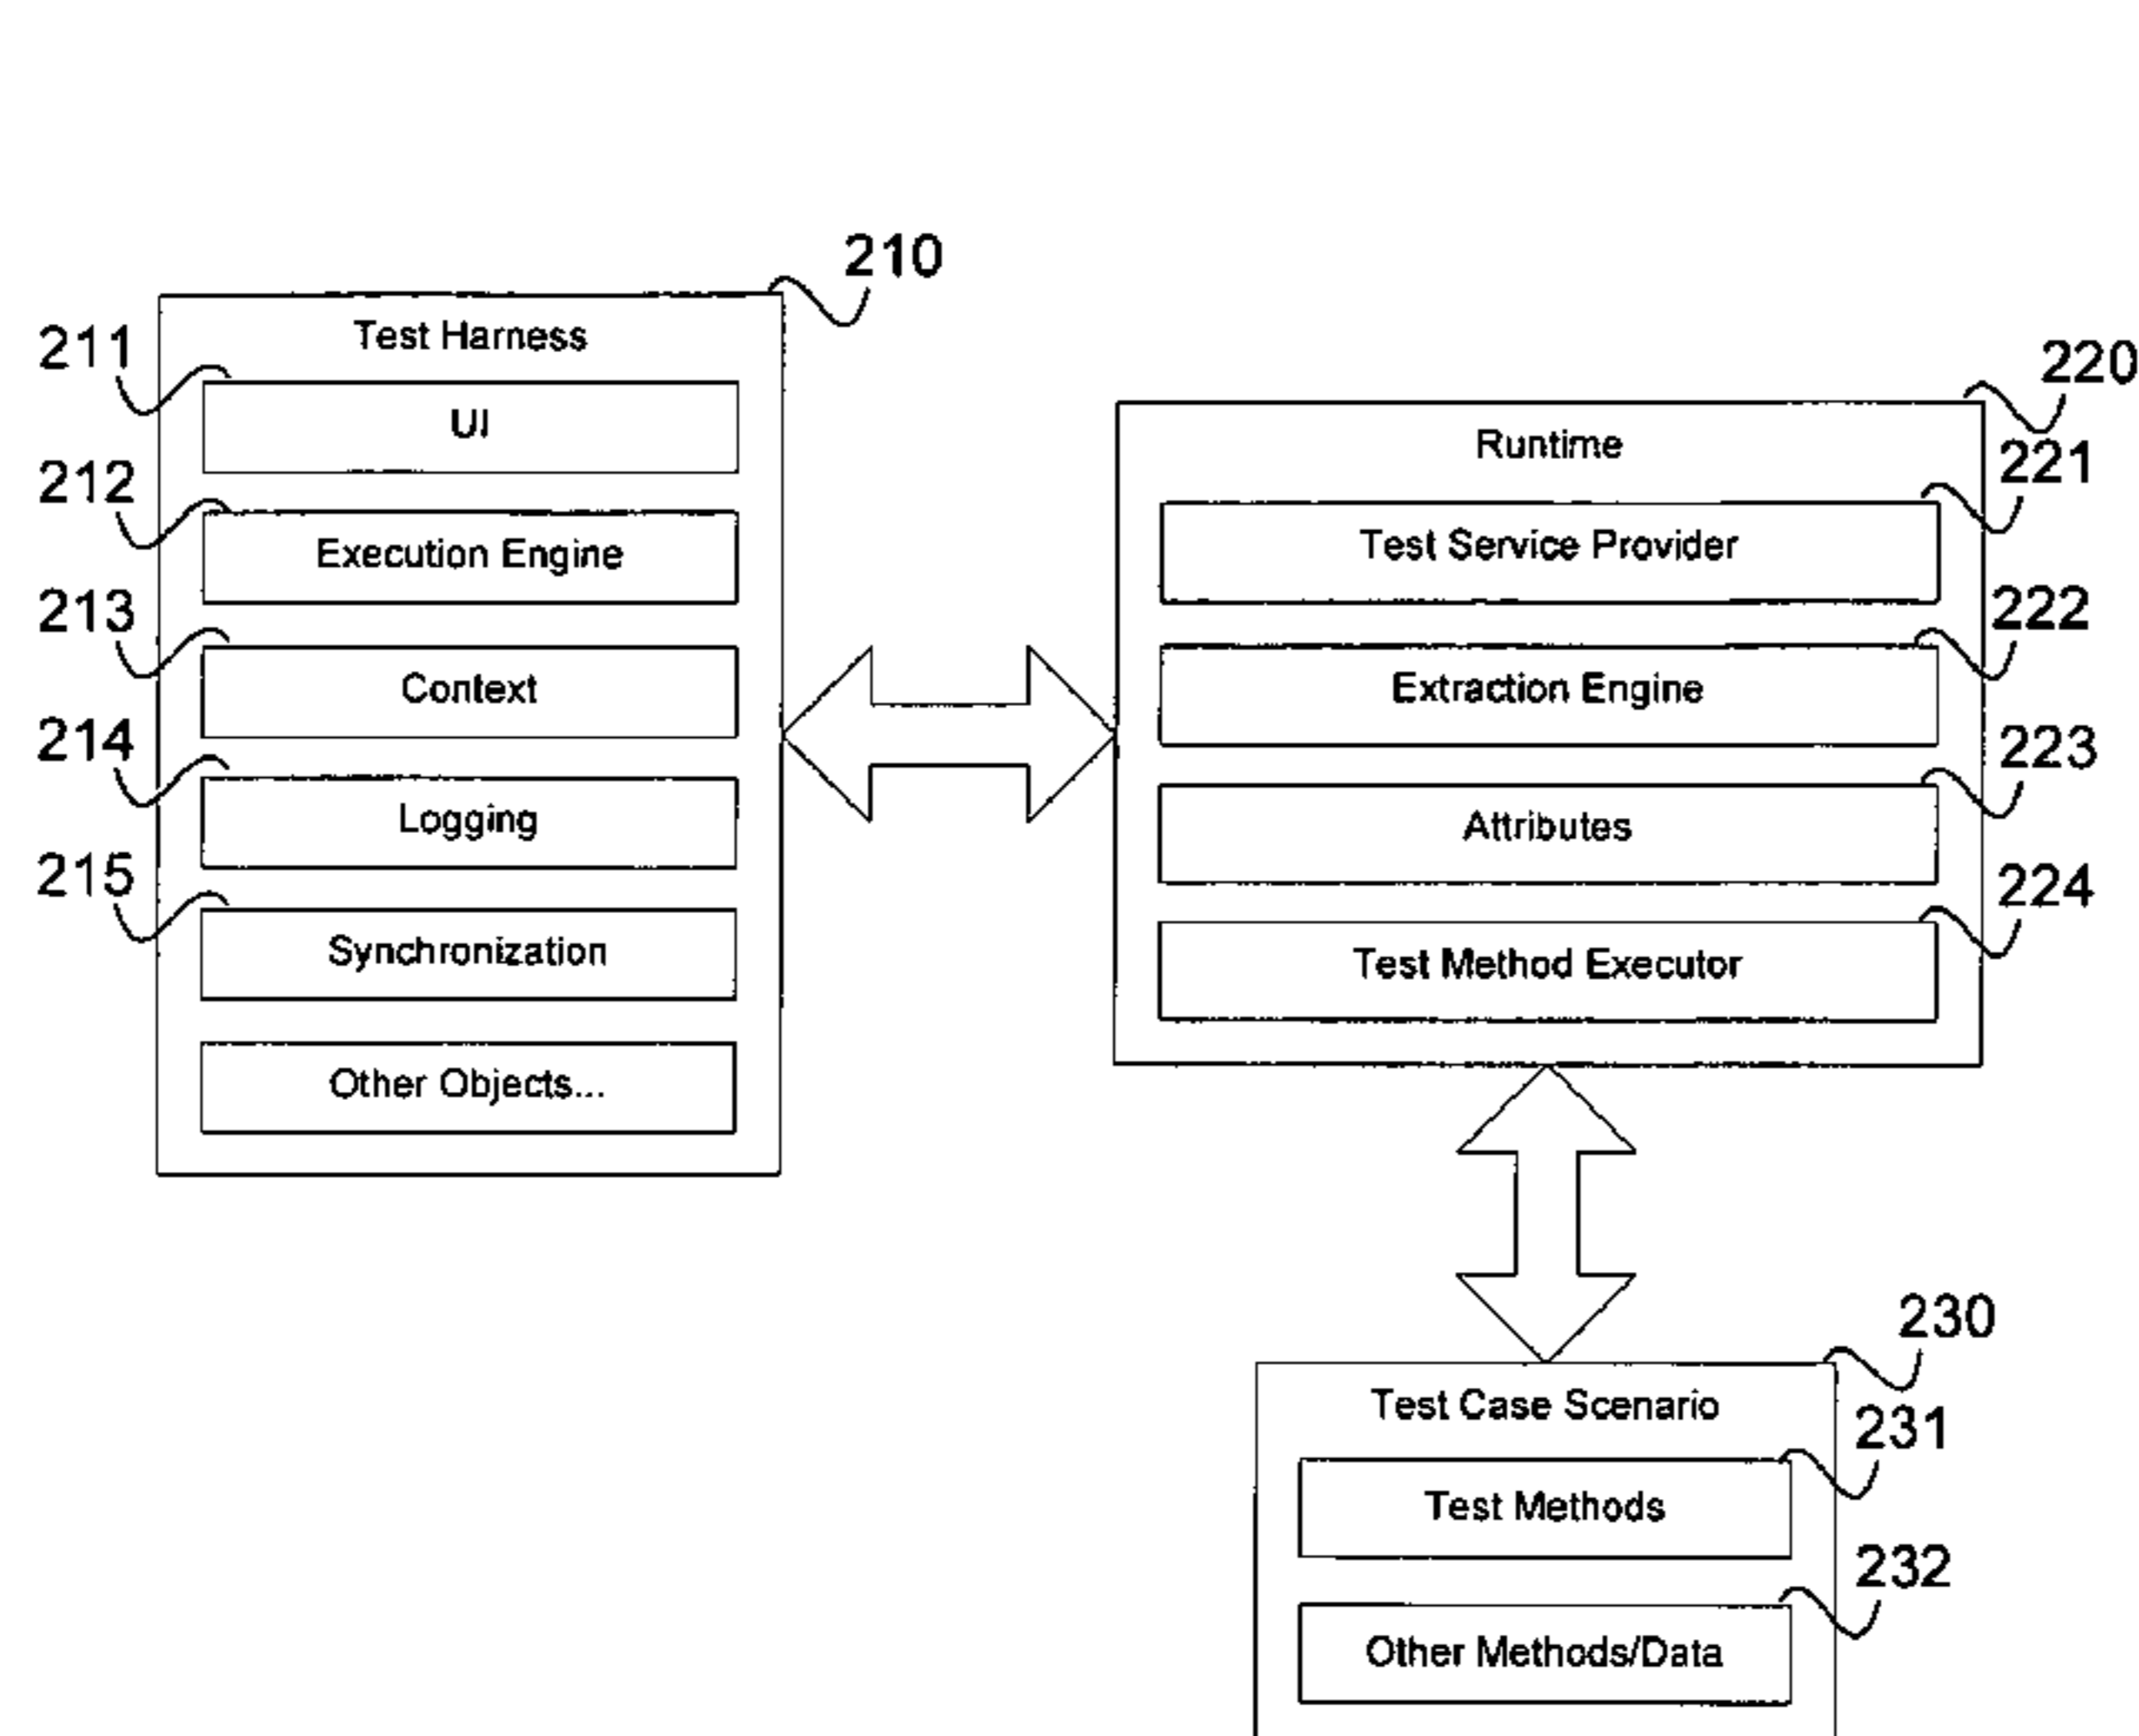 210
Test Harness
211
UI
212
Execution Engine
213
Context
214
Logging
215
Synchronization
Other Objects...
220
Runtime
221
Test Service Provider
222
Extraction Engine
223
Attributes
224
Test Method Executor
230
Test Case Scenario
231
Test Methods
232
Other Methods/Data